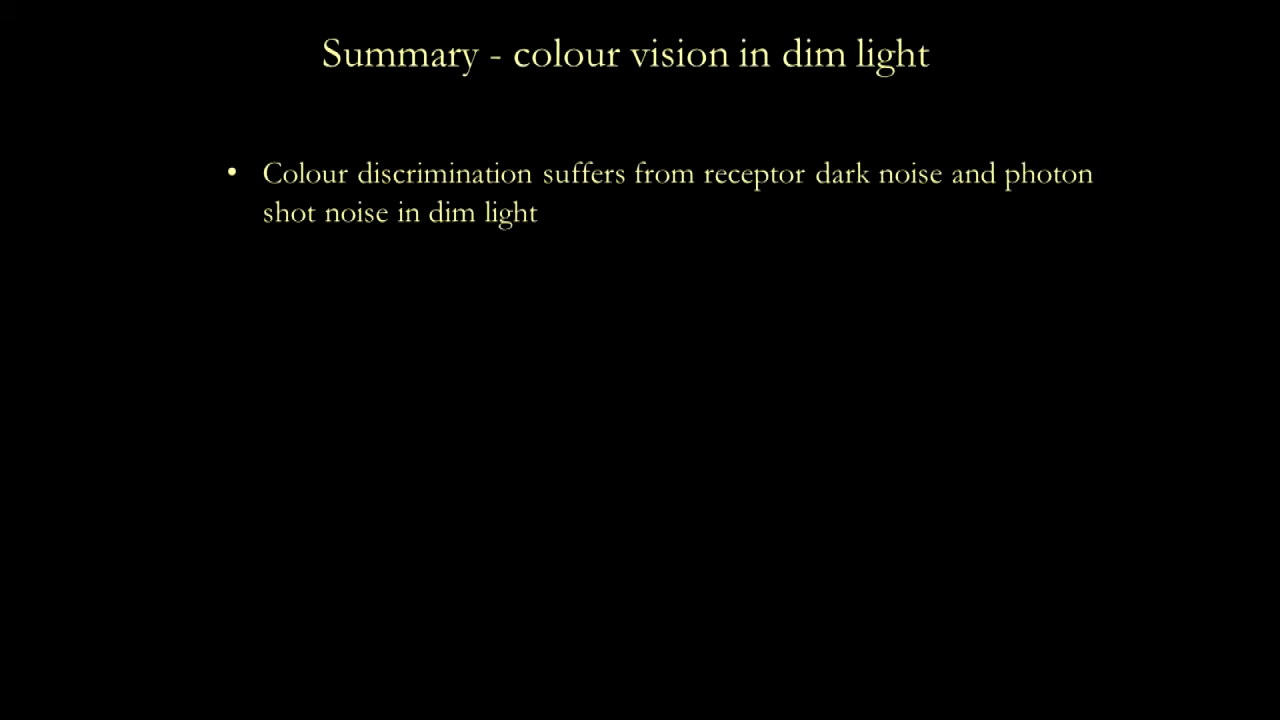 Summary - colour vision in dim light
• Colour discrimination suffers from receptor dark noise and photon
shot noise in dim light